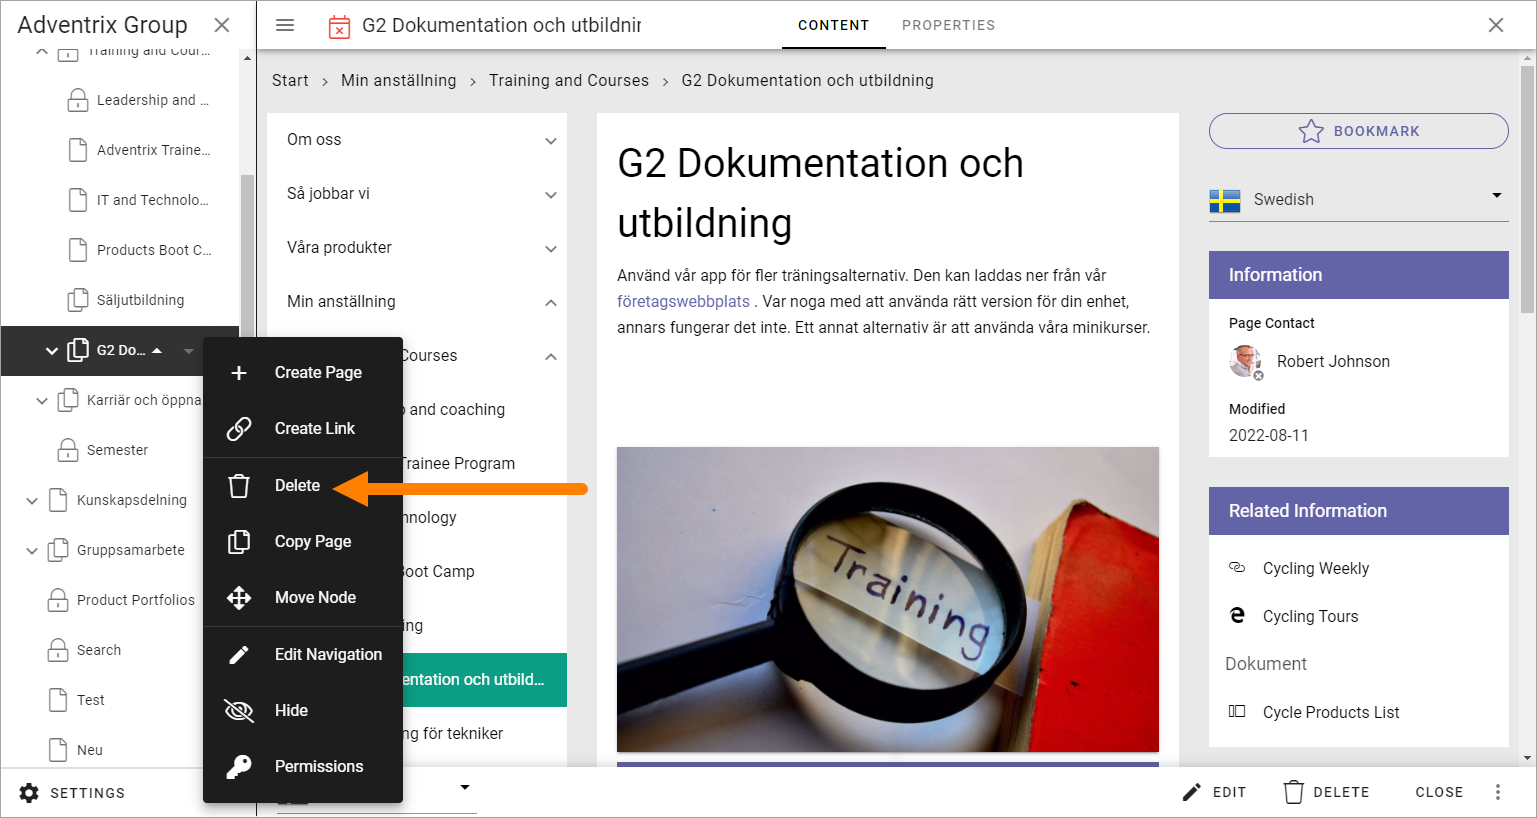 Adventrix Group
G2 Dokumentation och utbildnin
CONTENT
PROPERTIES
Training and Cour...
Leadership and ...
Adventrix Traine...
IT and Technolo...
Products Boot C...
Säljutbildning
G2 Do...
Karriär och öppna
Semester
Kunskapsdelning
Gruppsamarbete
Product Portfolios
Search
Test
Neu
SETTINGS
Create Page
Create Link
Delete
Copy Page
Move Node
Edit Navigation
Hide
Permissions
Start > Min anställning > Training and Courses > G2 Dokumentation och utbildning
Om oss
Så jobbar vi
Våra produkter
Min anställning
Courses
and coaching
Trainee Program
hnology
Boot Camp
ing
entation och utbild...
ng för tekniker
G2 Dokumentation och
utbildning
Använd vår app för fler träningsalternativ. Den kan laddas ner från vår
företagswebbplats . Var noga med att använda rätt version för din enhet,
annars fungerar det inte. Ett annat alternativ är att använda våra minikurser.
Training
BOOKMARK
Swedish
Information
Page Contact
Robert Johnson
Modified
2022-08-11
Related Information
Cycling Weekly
Cycling Tours
Dokument
Cycle Products List
EDIT
DELETE
CLOSE